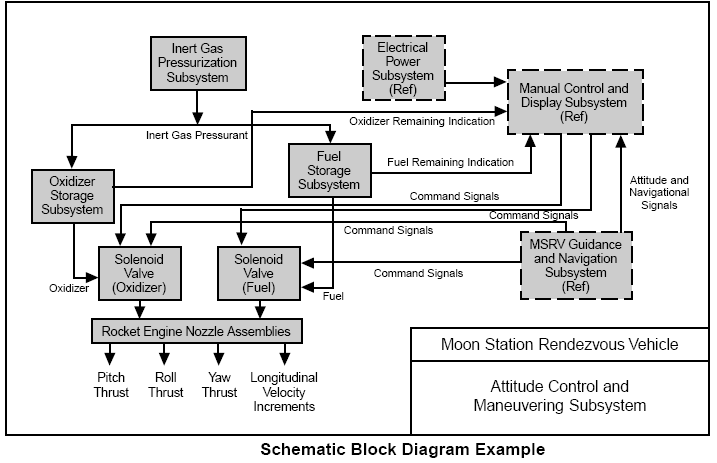 Inert Gas
Pressurization
Subsystem
Electrical
Power
Subsystem
(Ref)
Manual Control and
Display Subsystem
(Ref)
Inert Gas Pressurant
Oxidizer Remaining Indication
Fuel
Storage
Subsystem
Fuel Remaining Indication
Oxidizer
Storage
Subsystem
Attitude and
Navigational
Signals
Command Signals
Command Signals
Command Signals
Solenoid
Valve
(Oxidizer)
Solenoid
Valve
(Fuel)
MSRV Guidance
and Navigation
Subsystem
(Ref)
Command Signals
Oxidizer
Fuel
Rocket Engine Nozzle Assemblies
Pitch
Thrust
Roll
Thrust
Yaw
Thrust
Longitudinal
Velocity
Increments
Moon Station Rendezvous Vehicle
Attitude Control and
Maneuvering Subsystem
Schematic Block Diagram Example